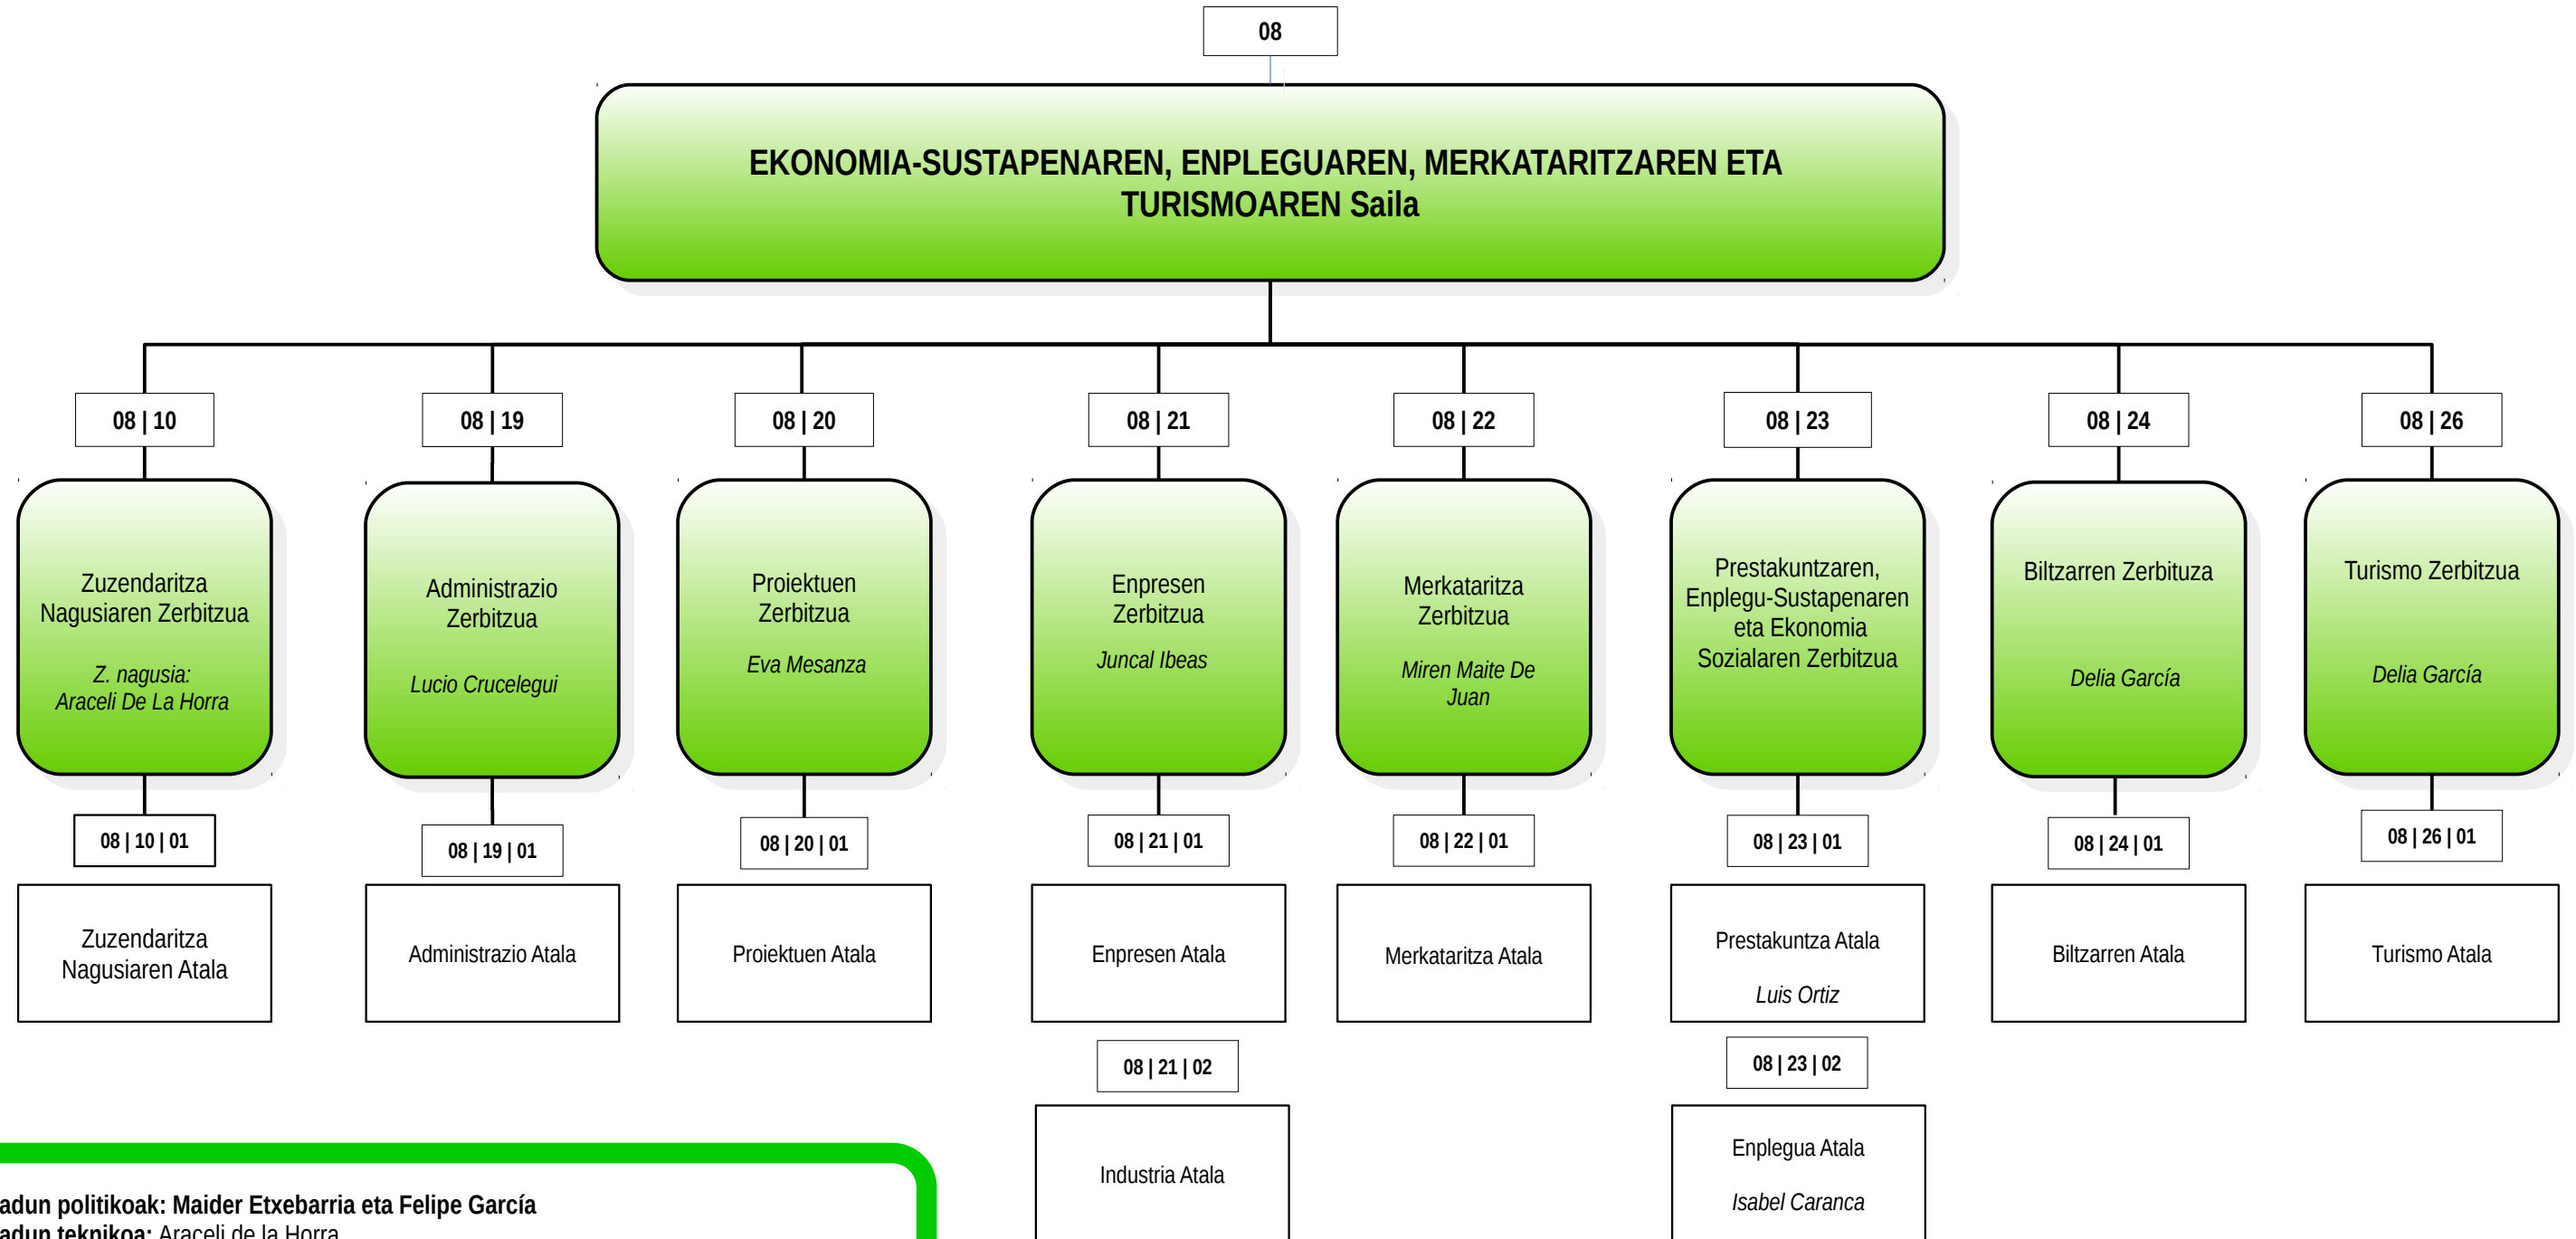 08
EKONOMIA-SUSTAPENAREN, ENPLEGUAREN, MERKATARITZAREN ETA
TURISMOAREN Saila
08 | 10
08 | 19
08 | 20
08 | 21
08 | 22
08 | 23
08 | 24
08 | 26
Zuzendaritza
Nagusiaren Zerbitzua
Z. nagusia:
Araceli De La Horra
Administrazio
Zerbitzua
Lucio Crucelegui
Proiektuen
Zerbitzua
Eva Mesanza
Enpresen
Zerbitzua
Juncal Ibeas
Merkataritza
Zerbitzua
Miren Maite De
Juan
Prestakuntzaren,
Enplegu-Sustapenaren
eta Ekonomia
Sozialaren Zerbitzua
Biltzarren Zerbituza
Delia García
Turismo Zerbitzua
Delia García
08 | 10 | 01
08 | 19 | 01
08 | 20 | 01
08 | 21 | 01
08 | 22 | 01
08 | 23 | 01
08 | 24 | 01
08 | 26 | 01
Zuzendaritza
Nagusiaren Atala
Administrazio Atala
Proiektuen Atala
Enpresen Atala
Merkataritza Atala
Prestakuntza Atala
Luis Ortiz
Biltzarren Atala
Turismo Atala
08 | 21 | 02
08 | 23 | 02
Industria Atala
Enplegua Atala
Isabel Caranca
adun politikoak: Maider Etxebarria eta Felipe García
adun teknikoa: Araceli de la Horra